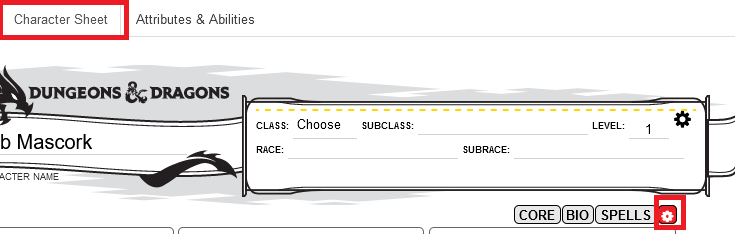 Character Sheet Attributes & Abilities
DUNGEONS & DRAGONS
CLASS: Choose SUBCLASS: LEVEL: 1
b Mascork
RACE: SUBRACE:
ACTER NAME
CORE BIO SPELLS